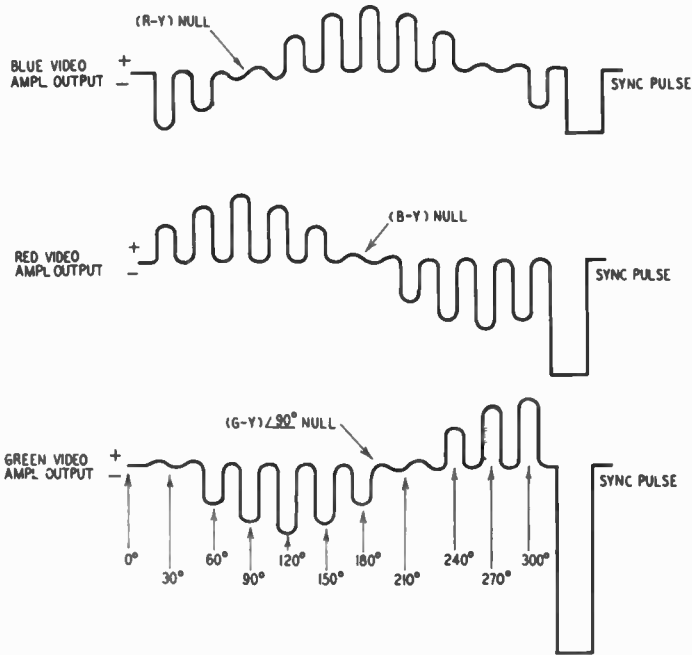 (R-Y) NULL
BLUE VIDEO
AMPL OUTPUT
+
−
SYNC PULSE
(B-Y) NULL
RED VIDEO
AMPL OUTPUT
+
−
SYNC PULSE
(G-Y)∠90° NULL
GREEN VIDEO
AMPL OUTPUT
+
−
SYNC PULSE
0°
30°
60°
90°
120°
150°
180°
210°
240°
270°
300°